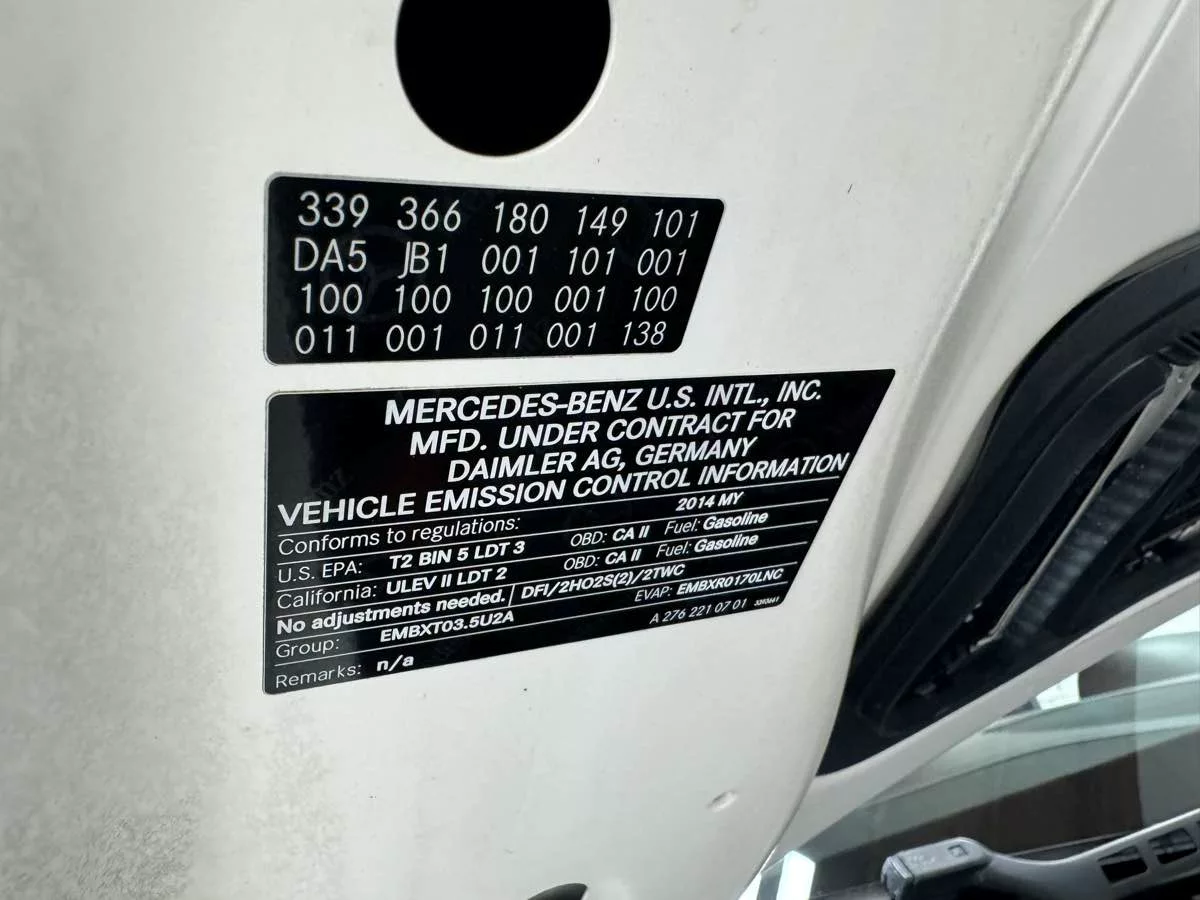 339 366 180 149 101
DA5 JB1 001 101 001
100 100 100 001 100
011 001 011 001 138
MERCEDES-BENZ U.S. INTL., INC.
MFD. UNDER CONTRACT FOR
DAIMLER AG, GERMANY
VEHICLE EMISSION CONTROL INFORMATION
Conforms to regulations: 2014 MY
U.S. EPA: T2 BIN 5 LDT 3 OBD: CA II Fuel: Gasoline
California: ULEV II LDT 2 OBD: CA II Fuel: Gasoline
No adjustments needed. DFI/2HO2S(2)/2TWC
Group: EMBXT03.5U2A EVAP: EMBXR0170LNC
Remarks: n/a A 276 221 07 01